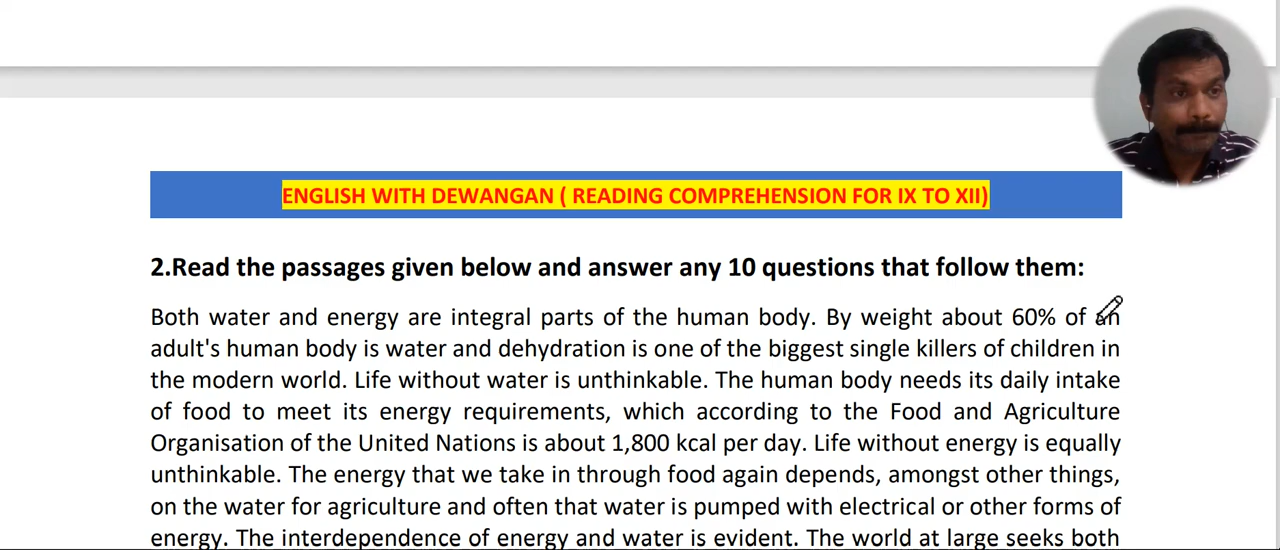 ENGLISH WITH DEWANGAN ( READING COMPREHENSION FOR IX TO XII)
2.Read the passages given below and answer any 10 questions that follow them:
Both water and energy are integral parts of the human body. By weight about 60% of an
adult's human body is water and dehydration is one of the biggest single killers of children in
the modern world. Life without water is unthinkable. The human body needs its daily intake
of food to meet its energy requirements, which according to the Food and Agriculture
Organisation of the United Nations is about 1,800 kcal per day. Life without energy is equally
unthinkable. The energy that we take in through food again depends, amongst other things,
on the water for agriculture and often that water is pumped with electrical or other forms of
energy. The interdependence of energy and water is evident. The world at large seeks both